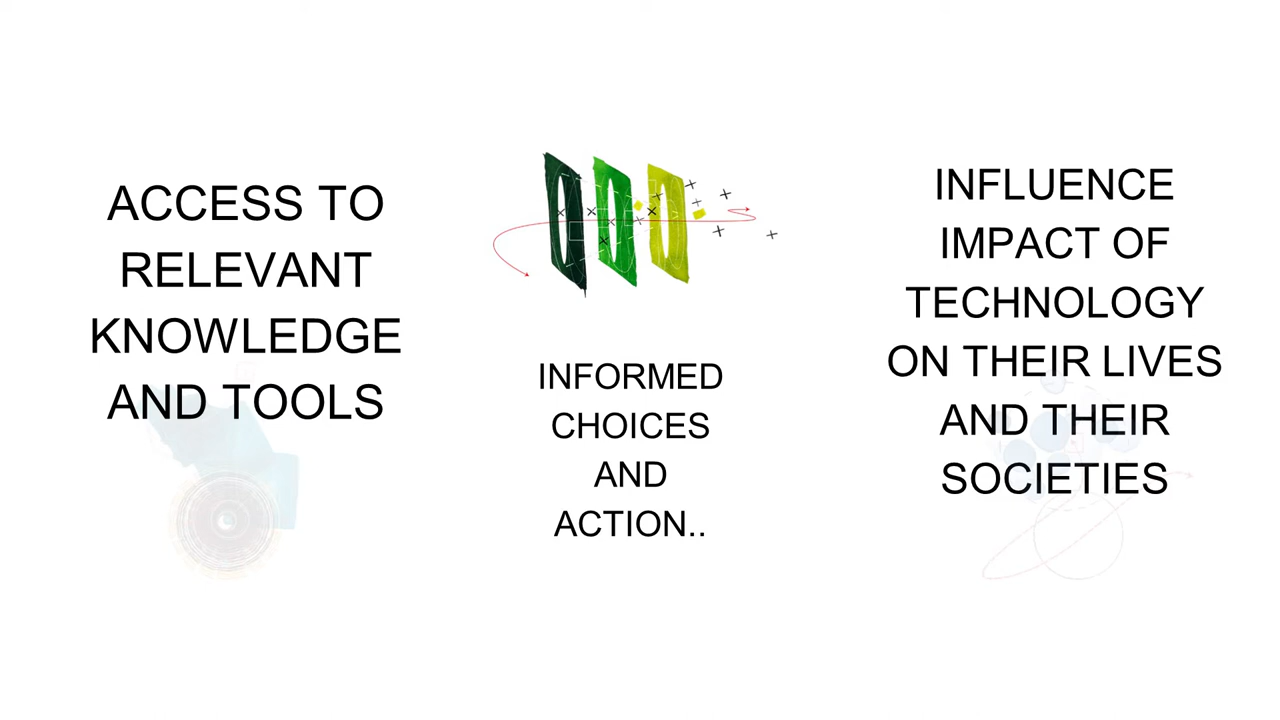 ACCESS TO
RELEVANT
KNOWLEDGE
AND TOOLS
INFORMED
CHOICES
AND
ACTION..
INFLUENCE
IMPACT OF
TECHNOLOGY
ON THEIR LIVES
AND THEIR
SOCIETIES